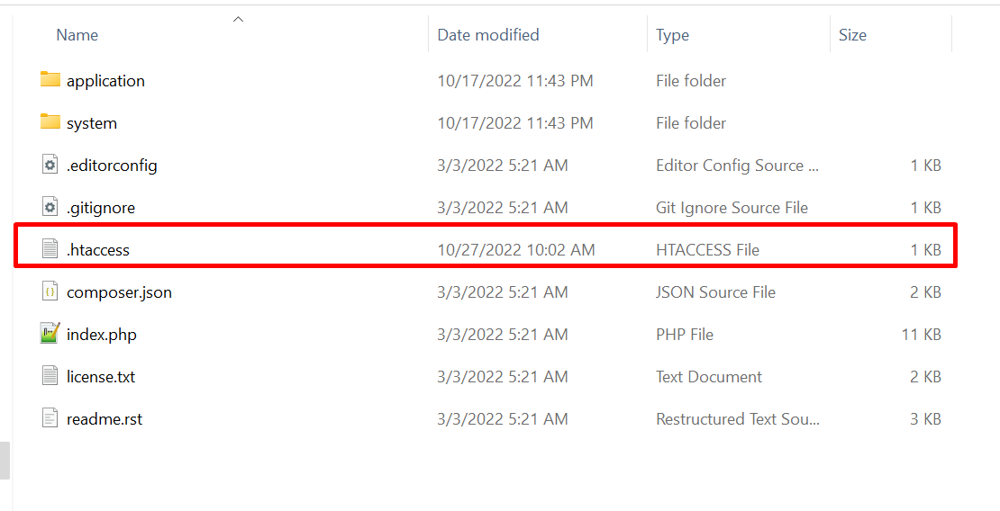 Name Date modified Type Size
application 10/17/2022 11:43 PM File folder
system 10/17/2022 11:43 PM File folder
.editorconfig 3/3/2022 5:21 AM Editor Config Source ... 1 KB
.gitignore 3/3/2022 5:21 AM Git Ignore Source File 1 KB
.htaccess 10/27/2022 10:02 AM HTACCESS File 1 KB
composer.json 3/3/2022 5:21 AM JSON Source File 2 KB
index.php 3/3/2022 5:21 AM PHP File 11 KB
license.txt 3/3/2022 5:21 AM Text Document 2 KB
readme.rst 3/3/2022 5:21 AM Restructured Text Sou... 3 KB